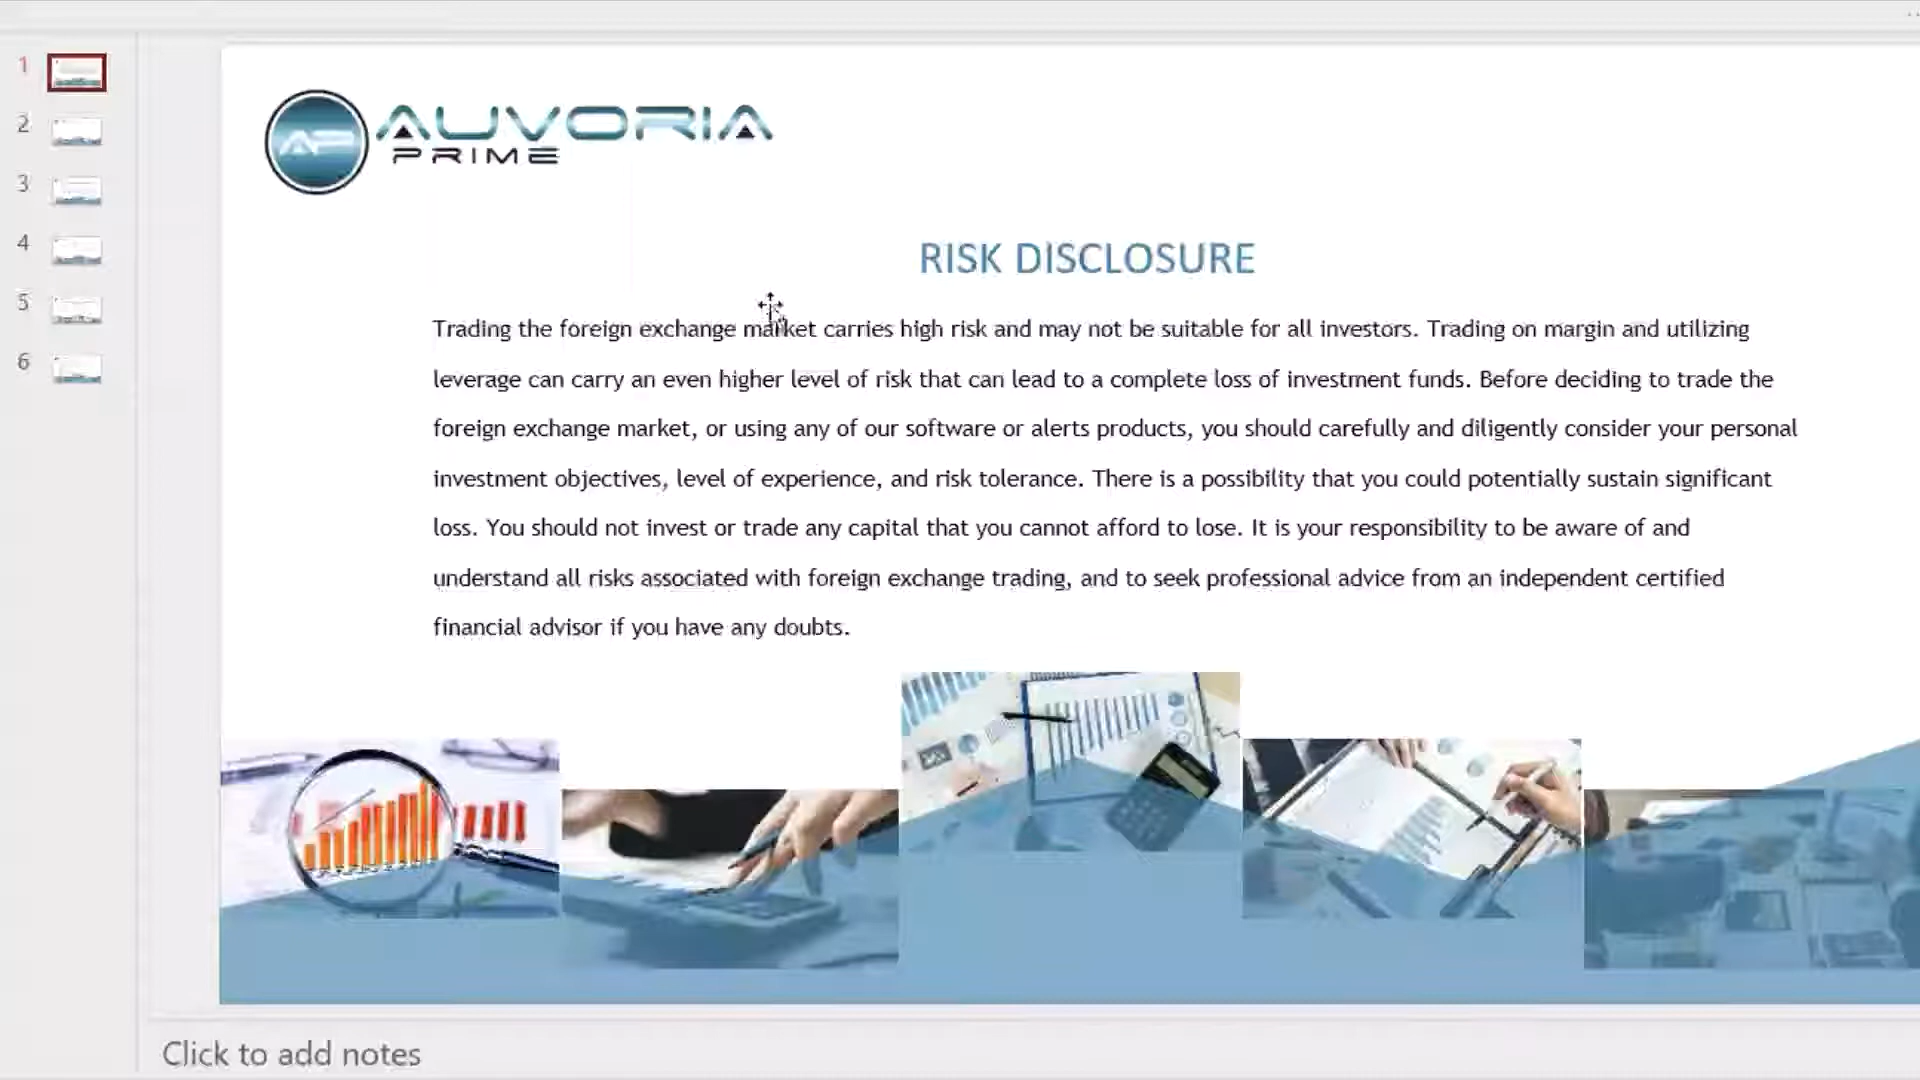 1
2
3
4
5
6
AP AUVORIA
PRIME
RISK DISCLOSURE
Trading the foreign exchange market carries high risk and may not be suitable for all investors. Trading on margin and utilizing
leverage can carry an even higher level of risk that can lead to a complete loss of investment funds. Before deciding to trade the
foreign exchange market, or using any of our software or alerts products, you should carefully and diligently consider your personal
investment objectives, level of experience, and risk tolerance. There is a possibility that you could potentially sustain significant
loss. You should not invest or trade any capital that you cannot afford to lose. It is your responsibility to be aware of and
understand all risks associated with foreign exchange trading, and to seek professional advice from an independent certified
financial advisor if you have any doubts.
Click to add notes